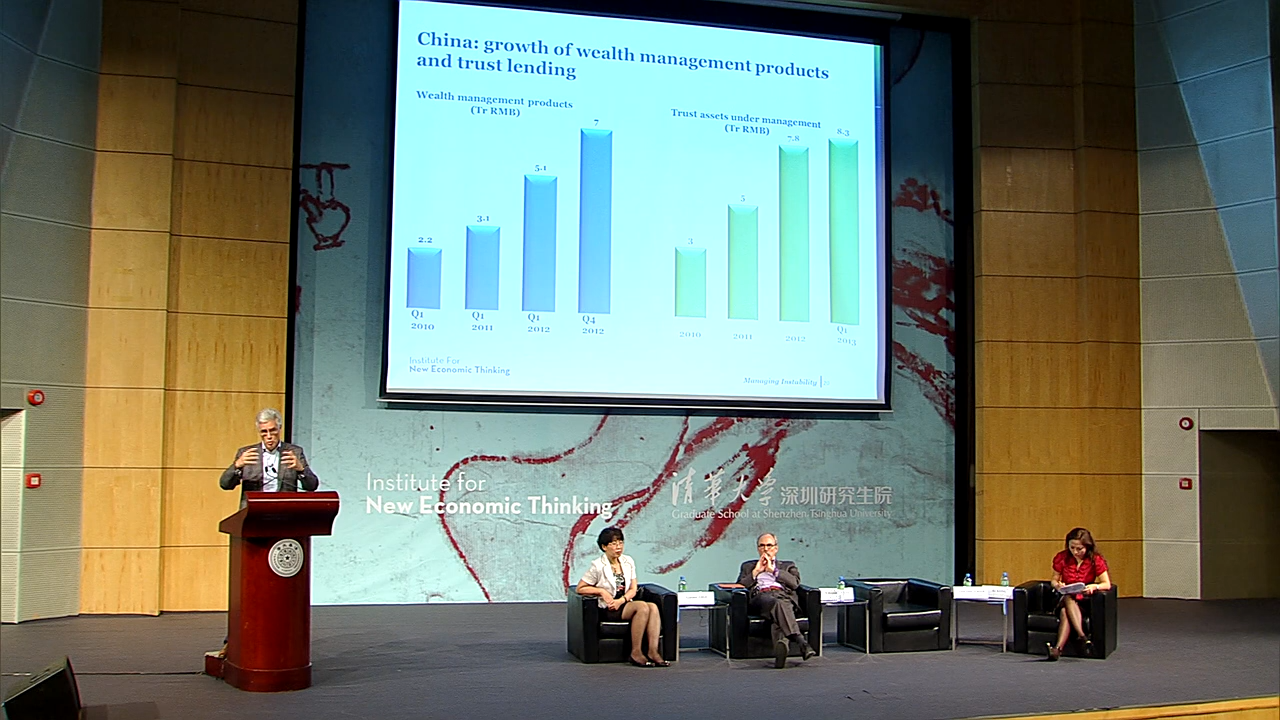 China: growth of wealth management products
and trust lending
Wealth management products
(Tr RMB)
2.2
3.1
5.1
7
Q1
2010
Q1
2011
Q1
2012
Q4
2012
Trust assets under management
(Tr RMB)
3
5
7.8
8.3
2010
2011
2012
Q1
2013
Institute For
New Economic Thinking
Managing Instability
Institute for
New Economic Thinking
清华大学 深圳研究生院
Graduate School at Shenzhen, Tsinghua University